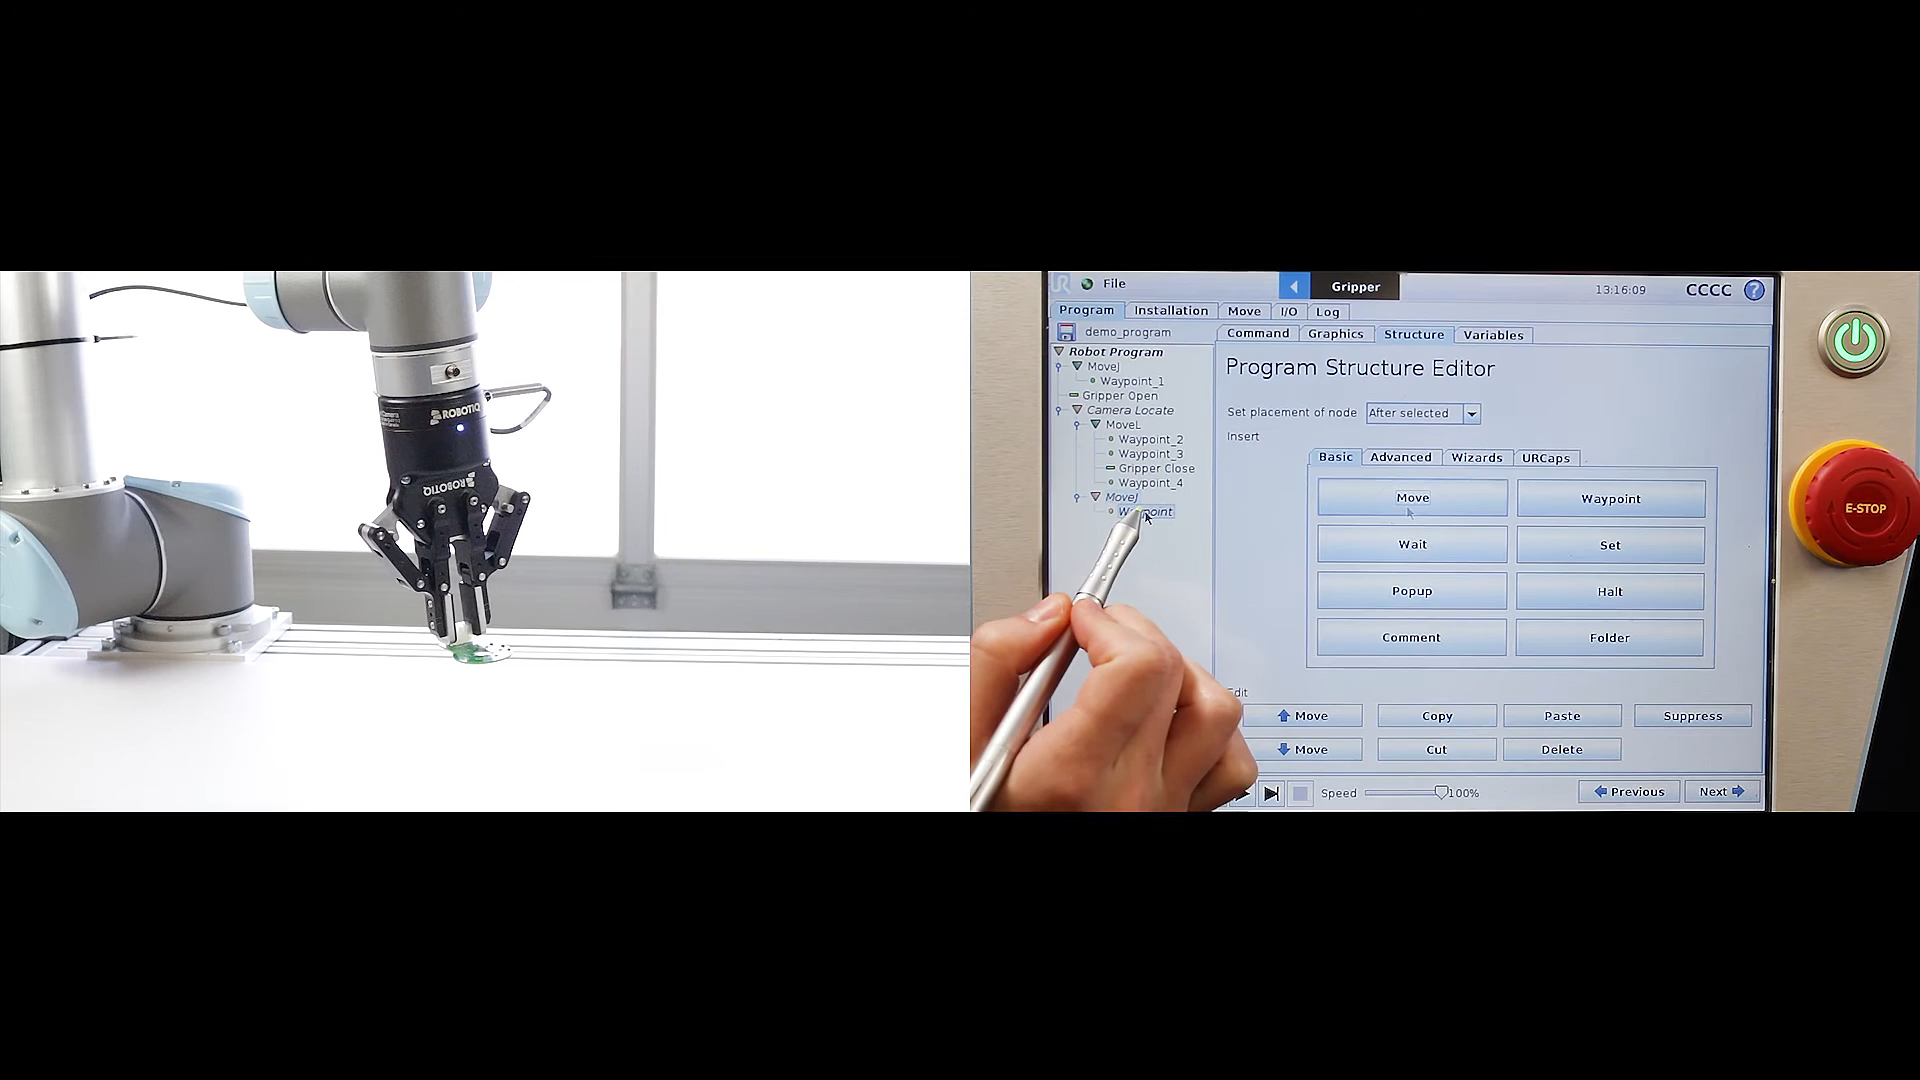 ROBOTIQ
ROBOTIQ
File
Gripper
13:16:09
CCCC
?
Program
Installation
Move
I/O
Log
demo_program
Command
Graphics
Structure
Variables
Robot Program
MoveJ
Waypoint_1
Gripper Open
Camera Locate
MoveL
Waypoint_2
Waypoint_3
Gripper Close
Waypoint_4
MoveJ
Waypoint
Program Structure Editor
Set placement of node
After selected
Insert
Basic
Advanced
Wizards
URCaps
Move
Waypoint
Wait
Set
Popup
Halt
Comment
Folder
Move
Copy
Paste
Suppress
Move
Cut
Delete
Speed
100%
Previous
Next
E-STOP